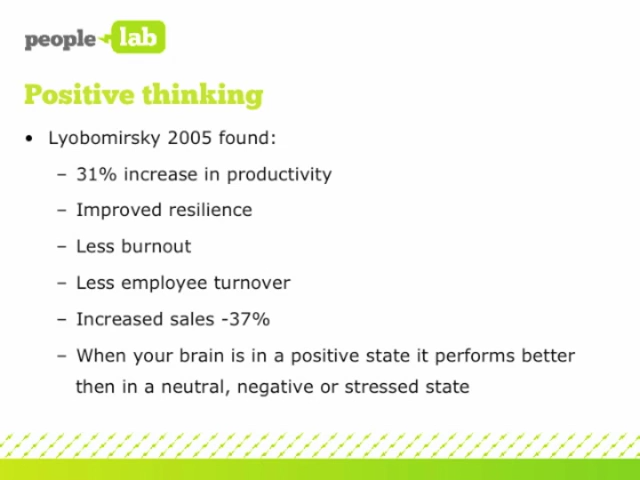 people lab
Positive thinking
• Lyobomirsky 2005 found:
– 31% increase in productivity
– Improved resilience
– Less burnout
– Less employee turnover
– Increased sales -37%
– When your brain is in a positive state it performs better
then in a neutral, negative or stressed state